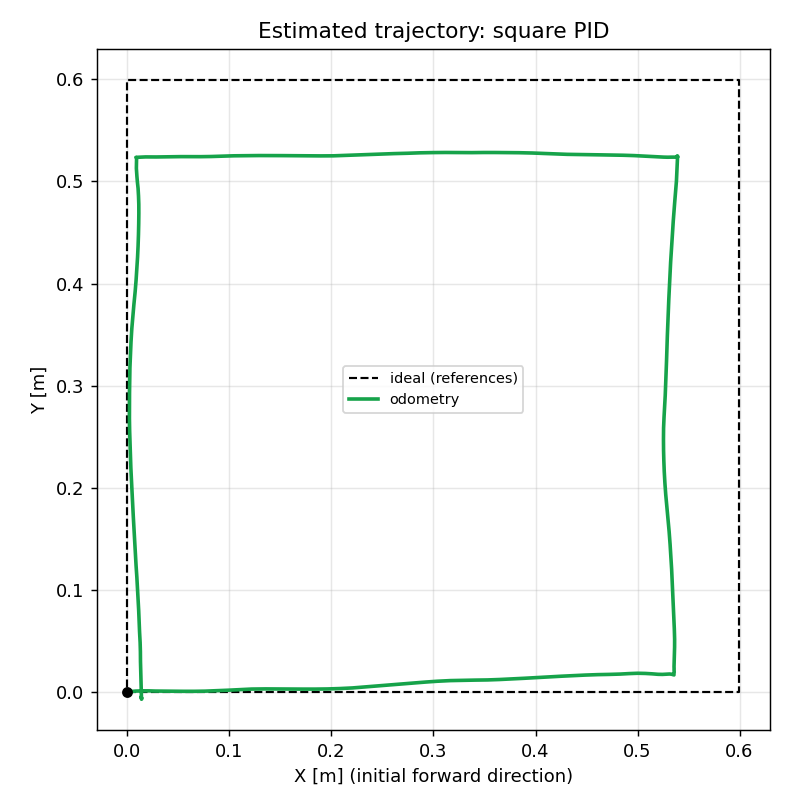 Estimated trajectory: square PID
0.6
0.5
0.4
0.3
0.2
0.1
0.0
Y [m]
ideal (references)
odometry
0.0 0.1 0.2 0.3 0.4 0.5 0.6
X [m] (initial forward direction)